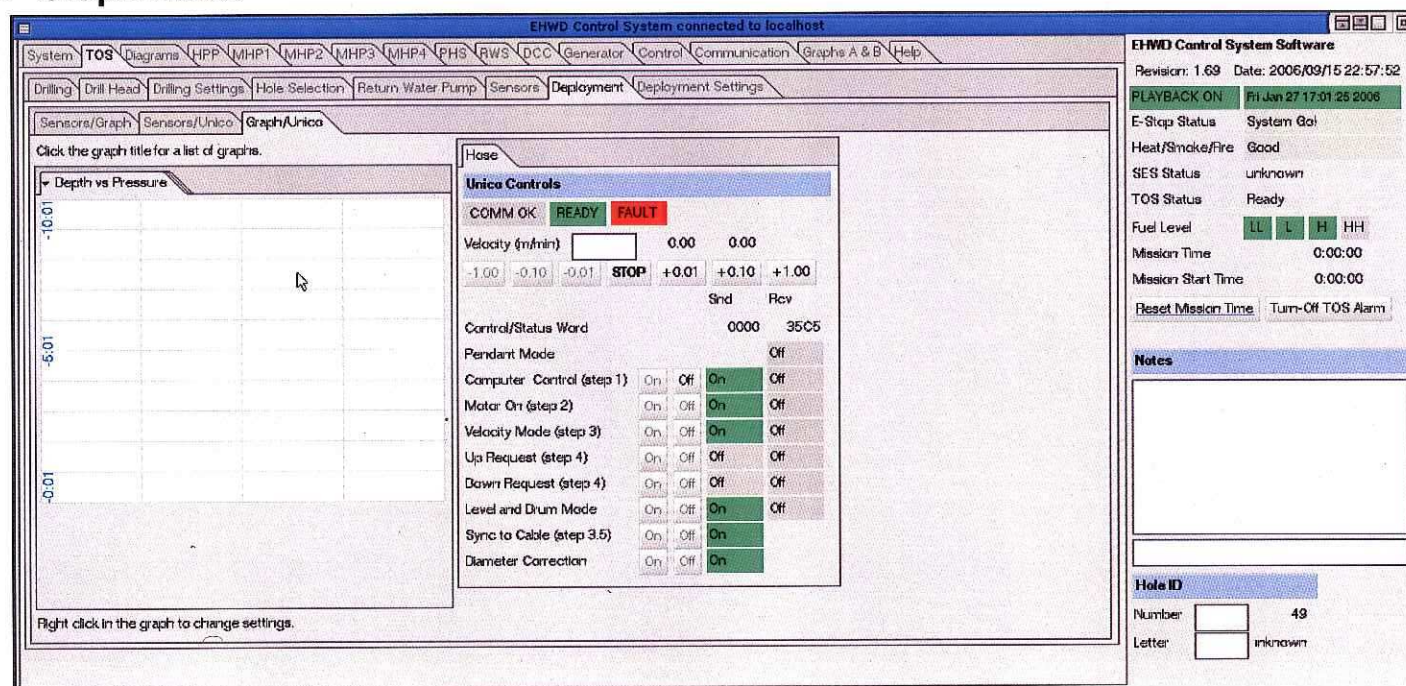 EHWD Control System connected to localhost
System TOS Diagrams HPP MHP1 MHP2 MHP3 MHP4 PHS RWS DCC Generator Control Communication Graphs A & B Help
Drilling Drill Head Drilling Settings Hole Selection Return Water Pump Sensors Deployment Deployment Settings
Sensors/Graph Sensors/Unico Graph/Unico
Click the graph title for a list of graphs.
Depth vs Pressure
-10:01
-5:01
-0:01
Right click in the graph to change settings.
Hose
Unico Controls
COMM OK READY FAULT
Velocity (m/min) 0.00 0.00
-1.00 -0.10 -0.01 STOP +0.01 +0.10 +1.00
Snd Rcv
Control/Status Word 0000 35C5
Pendant Mode Off
Computer Control (step 1) On Off On Off
Motor On (step 2) On Off On Off
Velocity Mode (step 3) On Off On Off
Up Request (step 4) On Off Off Off
Down Request (step 4) On Off Off Off
Level and Drum Mode On Off On Off
Sync to Cable (step 3.5) On Off On
Diameter Correction On Off On
EHWD Control System Software
Revision: 1.69 Date: 2006/09/15 22:57:52
PLAYBACK ON Fri Jan 27 17:01:25 2006
E-Stop Status System Go!
Heat/Smoke/Fire Good
SES Status unknown
TOS Status Ready
Fuel Level LL L H HH
Mission Time 0:00:00
Mission Start Time 0:00:00
Reset Mission Time Turn-Off TOS Alarm
Notes
Hole ID
Number 49
Letter inknown